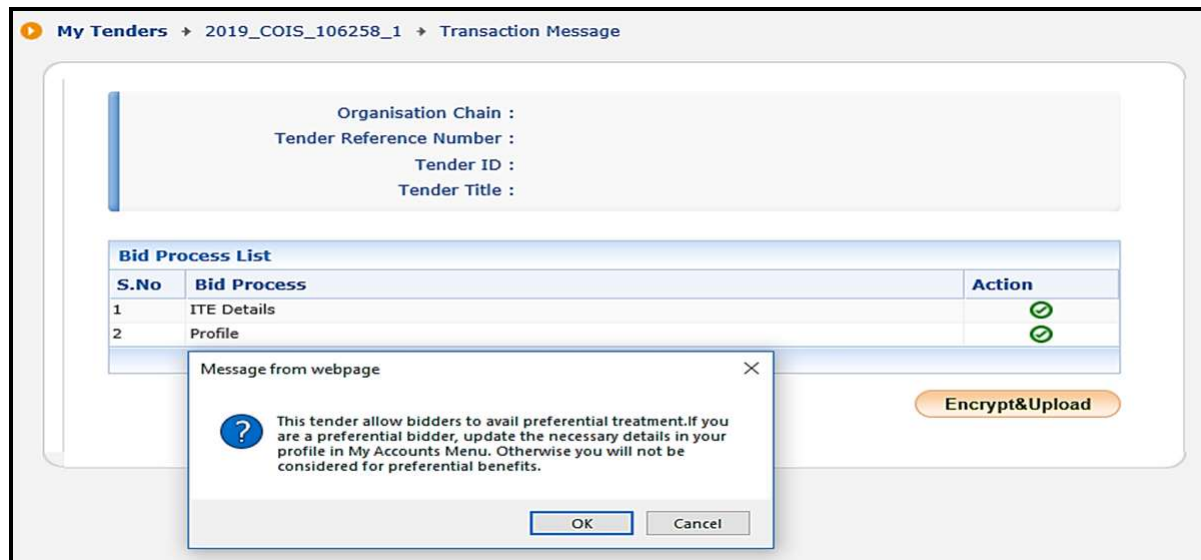 My Tenders → 2019_COIS_106258_1 → Transaction Message
Organisation Chain :
Tender Reference Number :
Tender ID :
Tender Title :
Bid Process List
S.No Bid Process Action
1 ITE Details
2 Profile
Message from webpage
This tender allow bidders to avail preferential treatment.If you
are a preferential bidder, update the necessary details in your
profile in My Accounts Menu. Otherwise you will not be
considered for preferential benefits.
OK Cancel
Encrypt&Upload